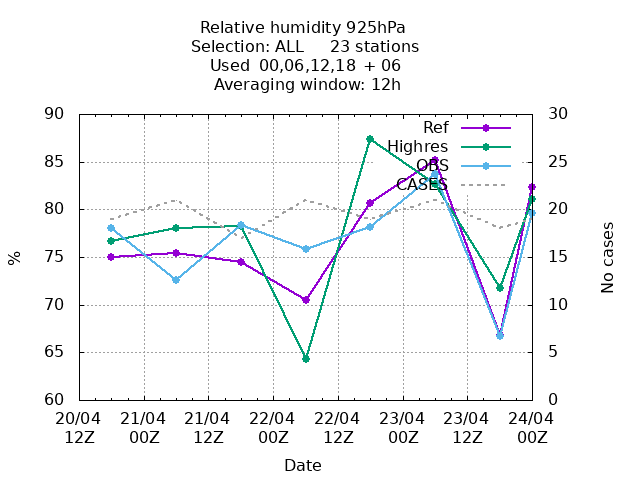 Relative humidity 925hPa
Selection: ALL     23 stations
Used  00,06,12,18 + 06
Averaging window: 12h
90 30
Ref
Highres
85 OBS 25
CASES
80 20
% 75 15 No cases
70 10
65 5
60 0
20/04 21/04 21/04 22/04 22/04 23/04 23/04 24/04
12Z 00Z 12Z 00Z 12Z 00Z 12Z 00Z
Date